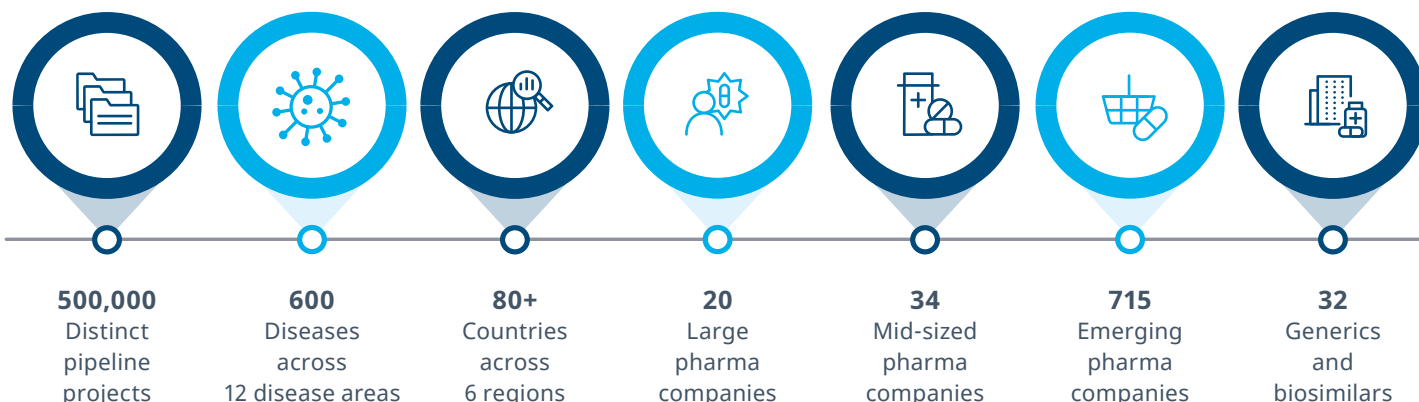 500,000
Distinct
pipeline
projects
600
Diseases
across
12 disease areas
80+
Countries
across
6 regions
20
Large
pharma
companies
34
Mid-sized
pharma
companies
715
Emerging
pharma
companies
32
Generics
and
biosimilars